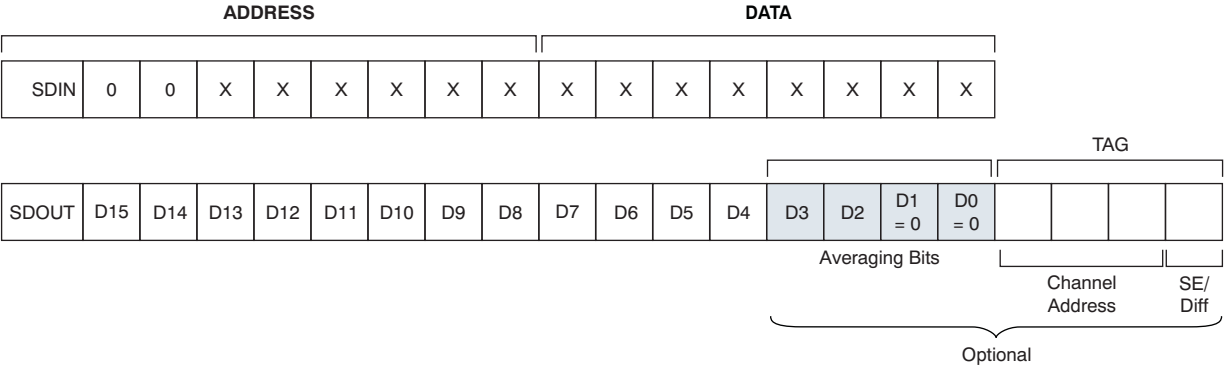 ADDRESS DATA
SDIN 0 0 X X X X X X X X X X X X X X
TAG
SDOUT D15 D14 D13 D12 D11 D10 D9 D8 D7 D6 D5 D4 D3 D2 D1 = 0 D0 = 0
Averaging Bits
Channel Address
SE/ Diff
Optional